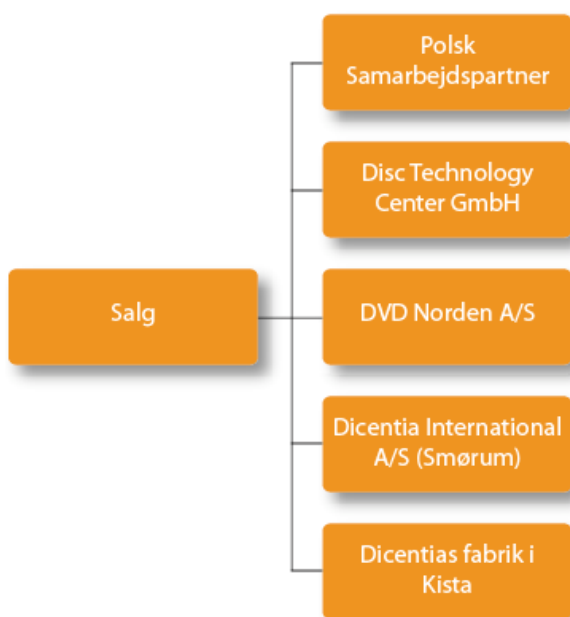 Polsk
Samarbejdspartner
Disc Technology
Center GmbH
Salg
DVD Norden A/S
Dicentia International
A/S (Smørum)
Dicentias fabrik i
Kista